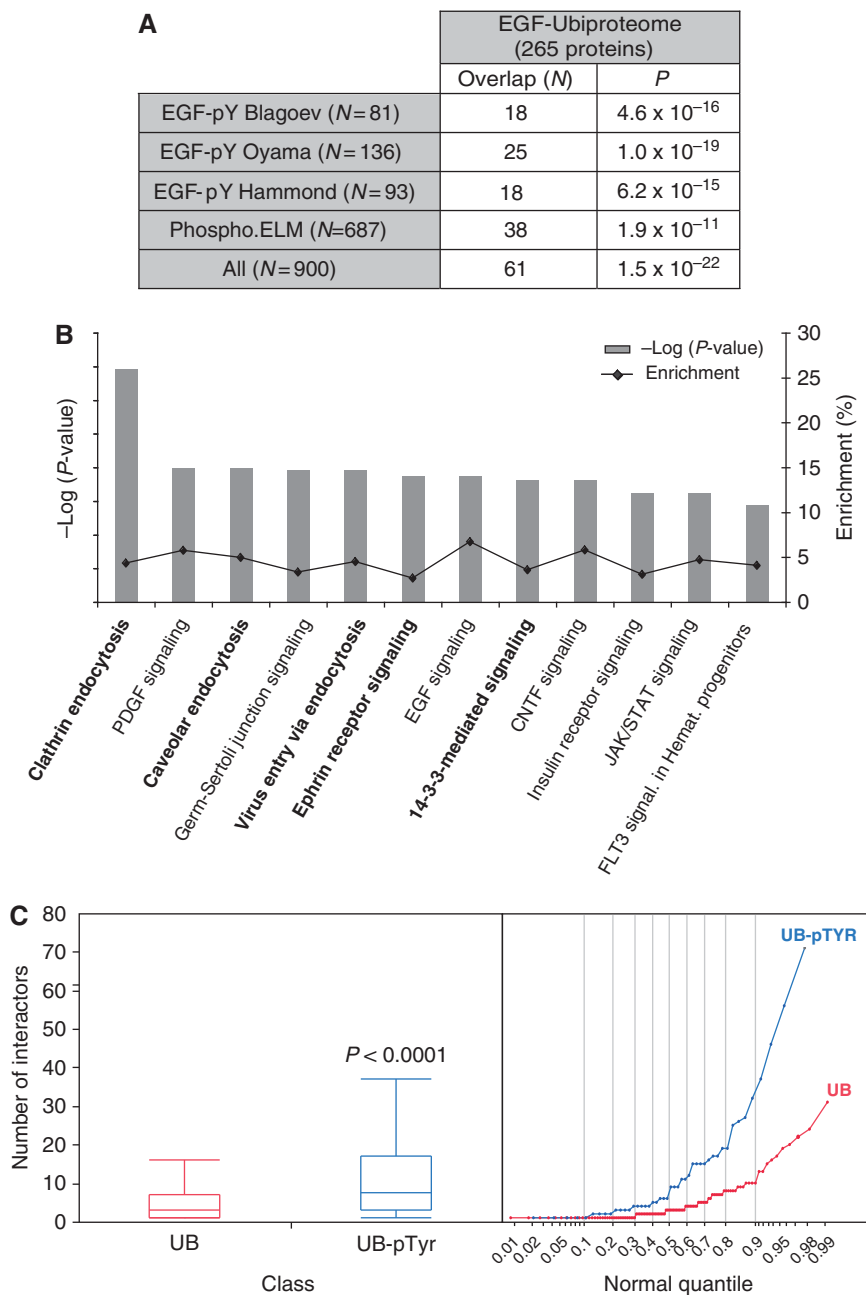 A
EGF-Ubiproteome
(265 proteins)
Overlap (N) P
EGF-pY Blagoev (N=81) 18 4.6 x 10⁻¹⁶
EGF-pY Oyama (N=136) 25 1.0 x 10⁻¹⁹
EGF-pY Hammond (N=93) 18 6.2 x 10⁻¹⁵
Phospho.ELM (N=687) 38 1.9 x 10⁻¹¹
All (N=900) 61 1.5 x 10⁻²²
B
–Log (P-value)
–Log (P-value)
Enrichment
30
25
20
15
10
5
0
Enrichment (%)
Clathrin endocytosis
PDGF signaling
Caveolar endocytosis
Germ-Sertoli junction signaling
Virus entry via endocytosis
Ephrin receptor signaling
EGF signaling
14-3-3-mediated signaling
CNTF signaling
Insulin receptor signaling
JAK/STAT signaling
FLT3 signal. in Hemat. progenitors
C
Number of interactors
80
70
60
50
40
30
20
10
0
P < 0.0001
UB UB-pTyr
Class
UB-pTYR
UB
0.01 0.02 0.05 0.1 0.2 0.3 0.4 0.5 0.6 0.7 0.8 0.9 0.95 0.98 0.99
Normal quantile